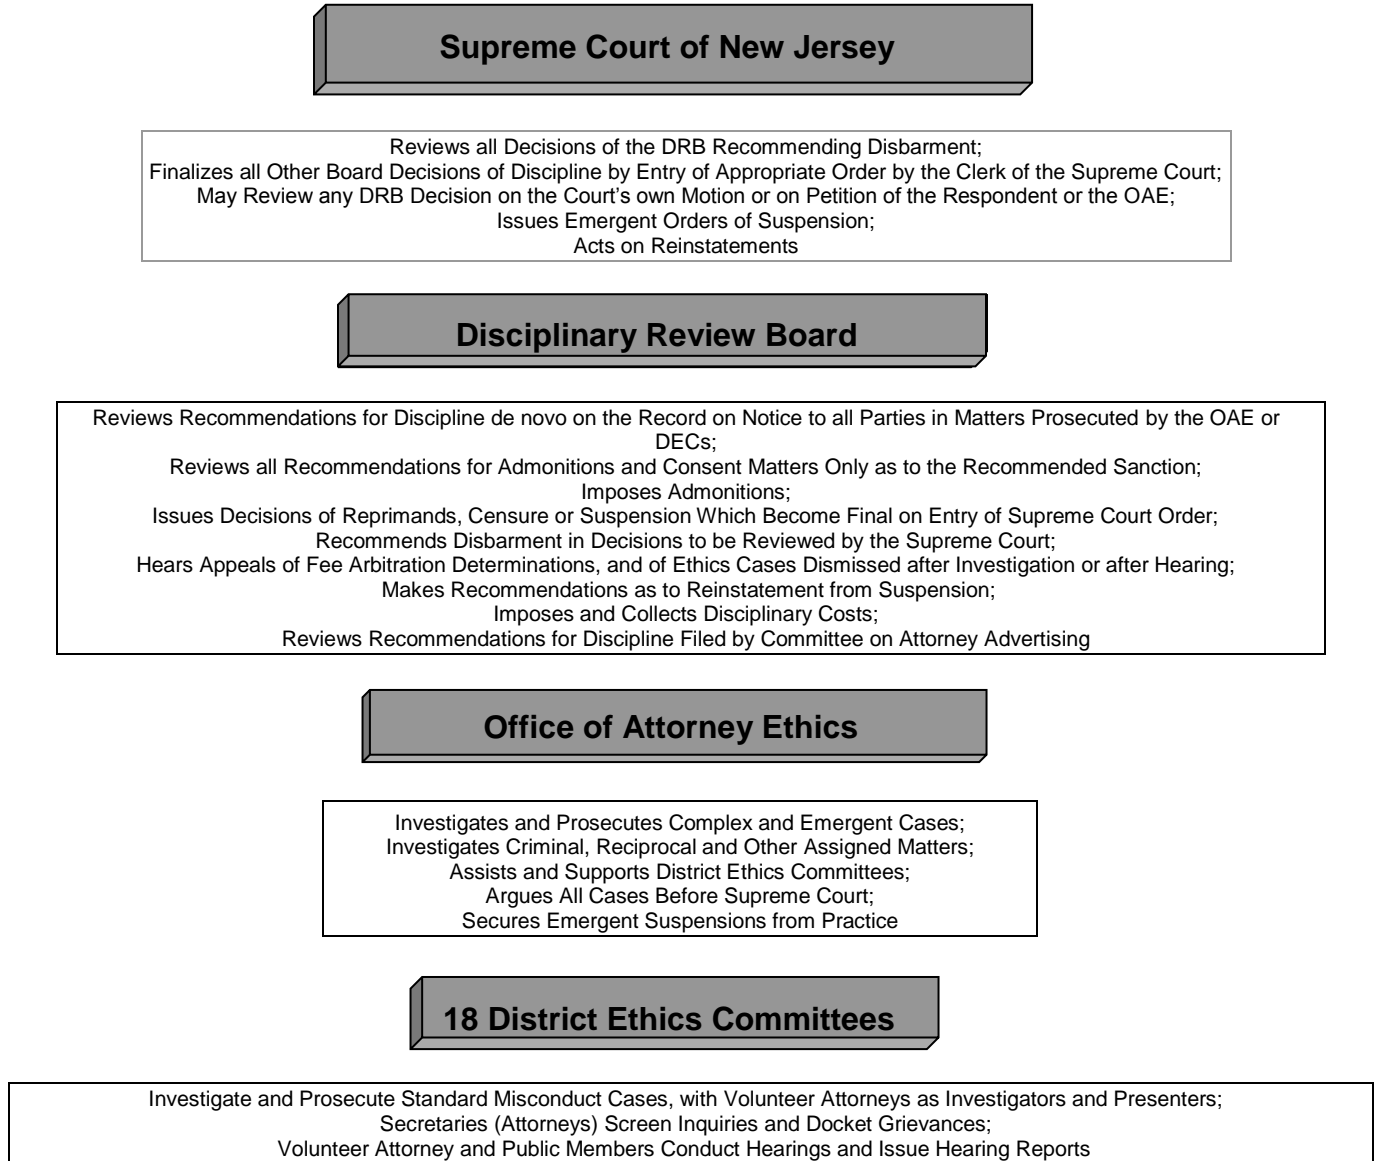 Supreme Court of New Jersey
Reviews all Decisions of the DRB Recommending Disbarment;
Finalizes all Other Board Decisions of Discipline by Entry of Appropriate Order by the Clerk of the Supreme Court;
May Review any DRB Decision on the Court’s own Motion or on Petition of the Respondent or the OAE;
Issues Emergent Orders of Suspension;
Acts on Reinstatements
Disciplinary Review Board
Reviews Recommendations for Discipline de novo on the Record on Notice to all Parties in Matters Prosecuted by the OAE or
DECs;
Reviews all Recommendations for Admonitions and Consent Matters Only as to the Recommended Sanction;
Imposes Admonitions;
Issues Decisions of Reprimands, Censure or Suspension Which Become Final on Entry of Supreme Court Order;
Recommends Disbarment in Decisions to be Reviewed by the Supreme Court;
Hears Appeals of Fee Arbitration Determinations, and of Ethics Cases Dismissed after Investigation or after Hearing;
Makes Recommendations as to Reinstatement from Suspension;
Imposes and Collects Disciplinary Costs;
Reviews Recommendations for Discipline Filed by Committee on Attorney Advertising
Office of Attorney Ethics
Investigates and Prosecutes Complex and Emergent Cases;
Investigates Criminal, Reciprocal and Other Assigned Matters;
Assists and Supports District Ethics Committees;
Argues All Cases Before Supreme Court;
Secures Emergent Suspensions from Practice
18 District Ethics Committees
Investigate and Prosecute Standard Misconduct Cases, with Volunteer Attorneys as Investigators and Presenters;
Secretaries (Attorneys) Screen Inquiries and Docket Grievances;
Volunteer Attorney and Public Members Conduct Hearings and Issue Hearing Reports